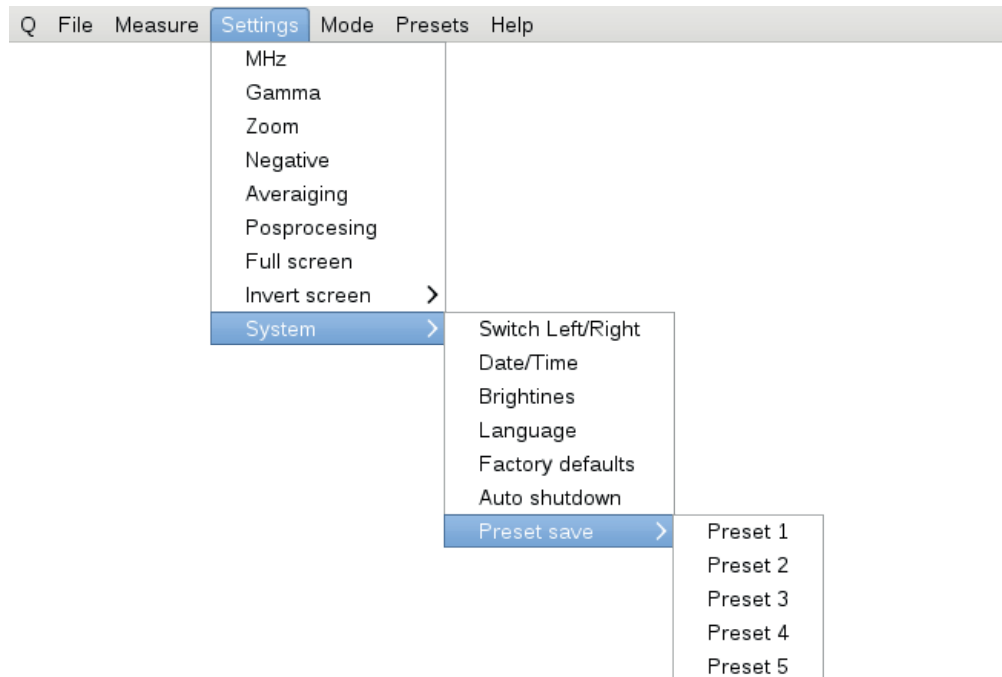 Q File Measure Settings Mode Presets Help
MHz
Gamma
Zoom
Negative
Averaiging
Posprocesing
Full screen
Invert screen
System
Switch Left/Right
Date/Time
Brightines
Language
Factory defaults
Auto shutdown
Preset save
Preset 1
Preset 2
Preset 3
Preset 4
Preset 5